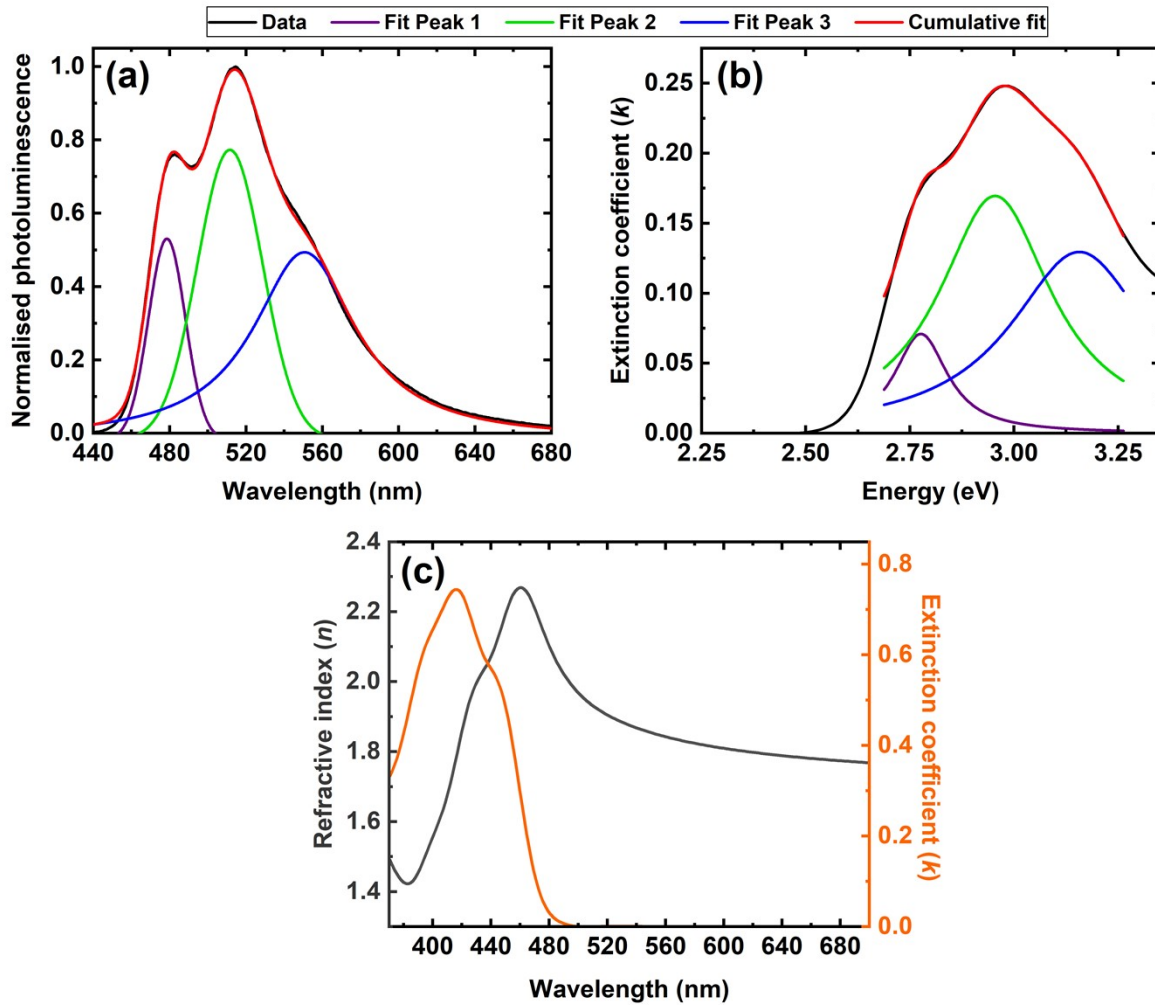 Data Fit Peak 1 Fit Peak 2 Fit Peak 3 Cumulative fit
(a)
Normalised photoluminescence
1.0
0.8
0.6
0.4
0.2
0.0
440 480 520 560 600 640 680
Wavelength (nm)
(b)
Extinction coefficient (k)
0.25
0.20
0.15
0.10
0.05
0.00
2.25 2.50 2.75 3.00 3.25
Energy (eV)
(c)
Refractive index (n)
2.4
2.2
2.0
1.8
1.6
1.4
400 440 480 520 560 600 640 680
Wavelength (nm)
0.8
0.6
0.4
0.2
0.0
Extinction coefficient (k)